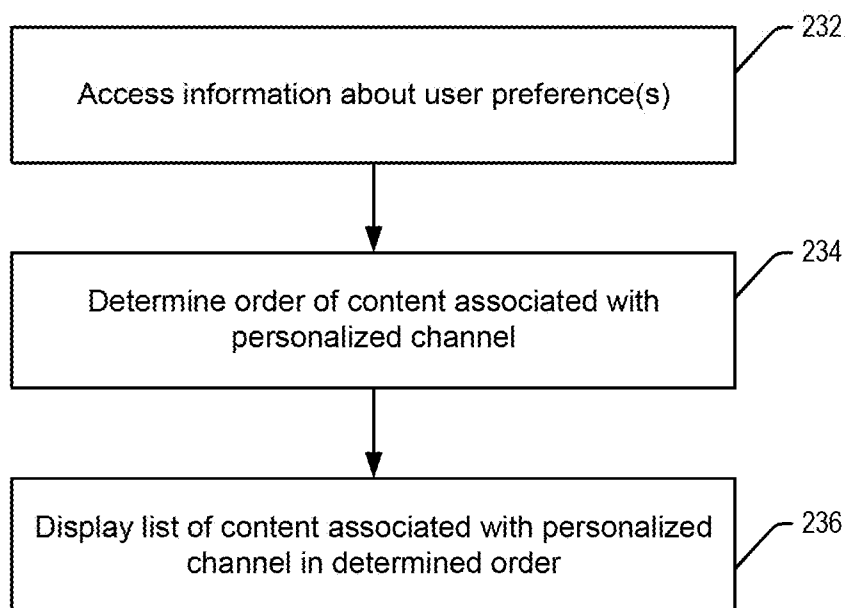 232
Access information about user preference(s)
234
Determine order of content associated with
personalized channel
236
Display list of content associated with personalized
channel in determined order